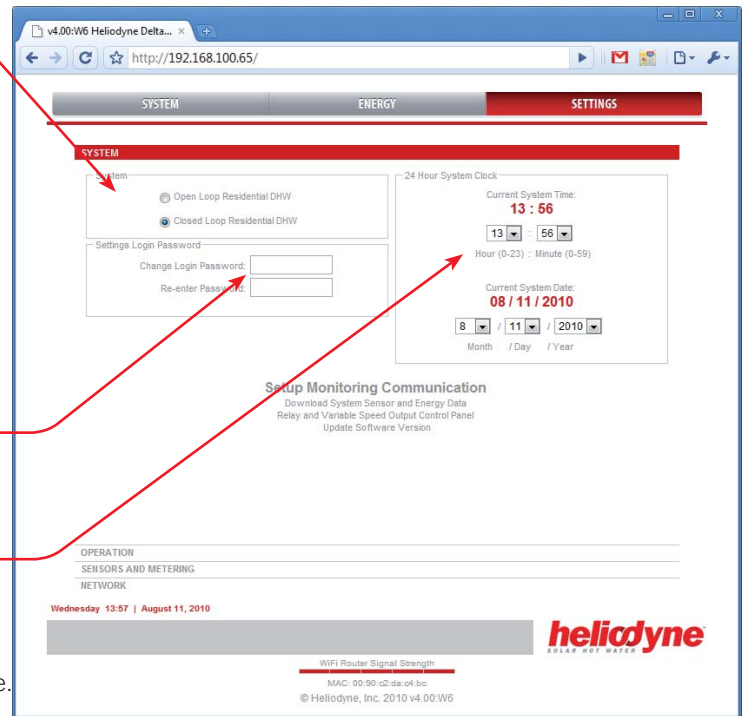 v4.00:W6 Heliodyne Delta...
http://192.168.100.65/
SYSTEM ENERGY SETTINGS
SYSTEM
System
Open Loop Residential DHW
Closed Loop Residential DHW
Settings Login Password
Change Login Password:
Re-enter Password:
24 Hour System Clock
Current System Time:
13 : 56
13 : 56
Hour (0-23) : Minute (0-59)
Current System Date:
08 / 11 / 2010
8 / 11 / 2010
Month / Day / Year
Setup Monitoring Communication
Download System Sensor and Energy Data
Relay and Variable Speed Output Control Panel
Update Software Version
OPERATION
SENSORS AND METERING
NETWORK
Wednesday 13:57 | August 11, 2010
heliodyne
SOLAR HOT WATER
WiFi Router Signal Strength
MAC: 00:90:c2:da:c4:bc
© Heliodyne, Inc. 2010 v4.00:W6
e.